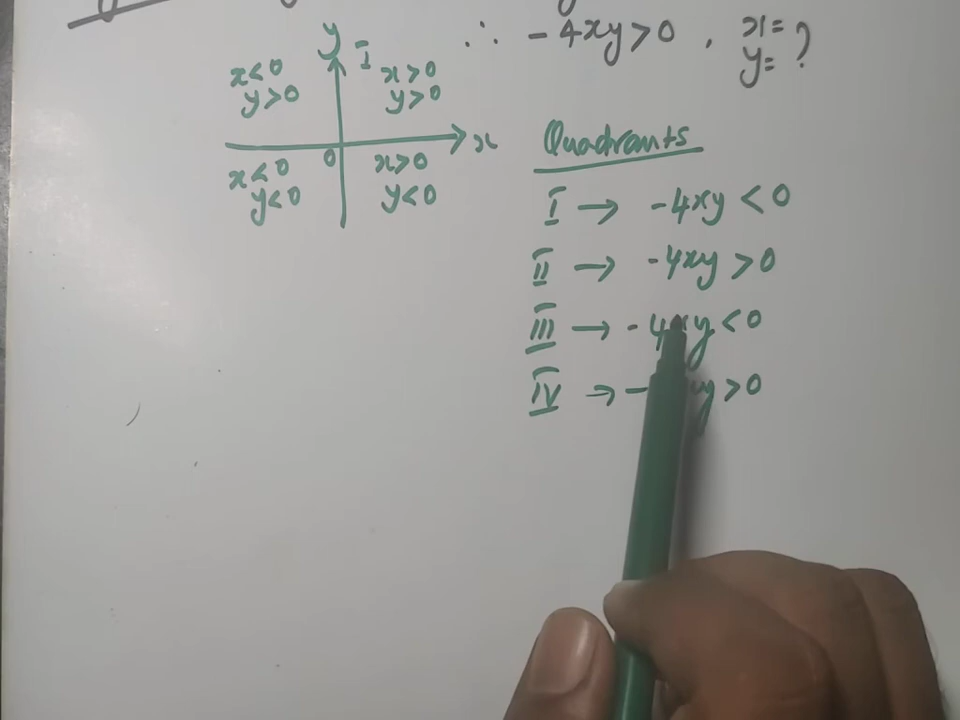 ∴ -4xy>0, x=
y= ?
y
I
x<0
y>0
x>0
y>0
x
0
x<0
y<0
x>0
y<0
Quadrants
I → -4xy<0
II → -4xy>0
III → -4xy<0
IV → - xy>0